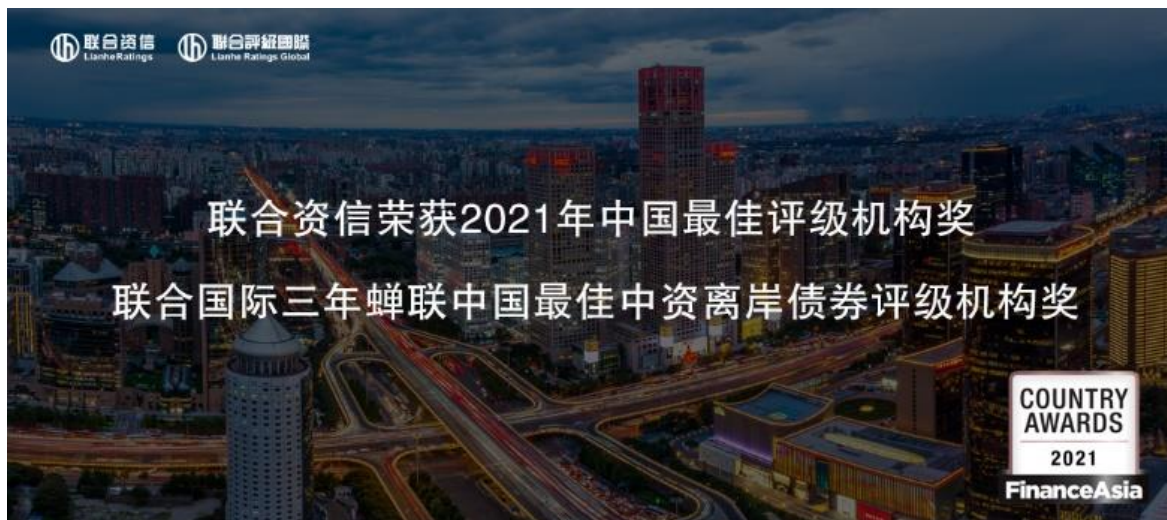 联合资信
LianheRatings
聯合評級國際
Lianhe Ratings Global
联合资信荣获2021年中国最佳评级机构奖
联合国际三年蝉联中国最佳中资离岸债券评级机构奖
COUNTRY
AWARDS
2021
FinanceAsia